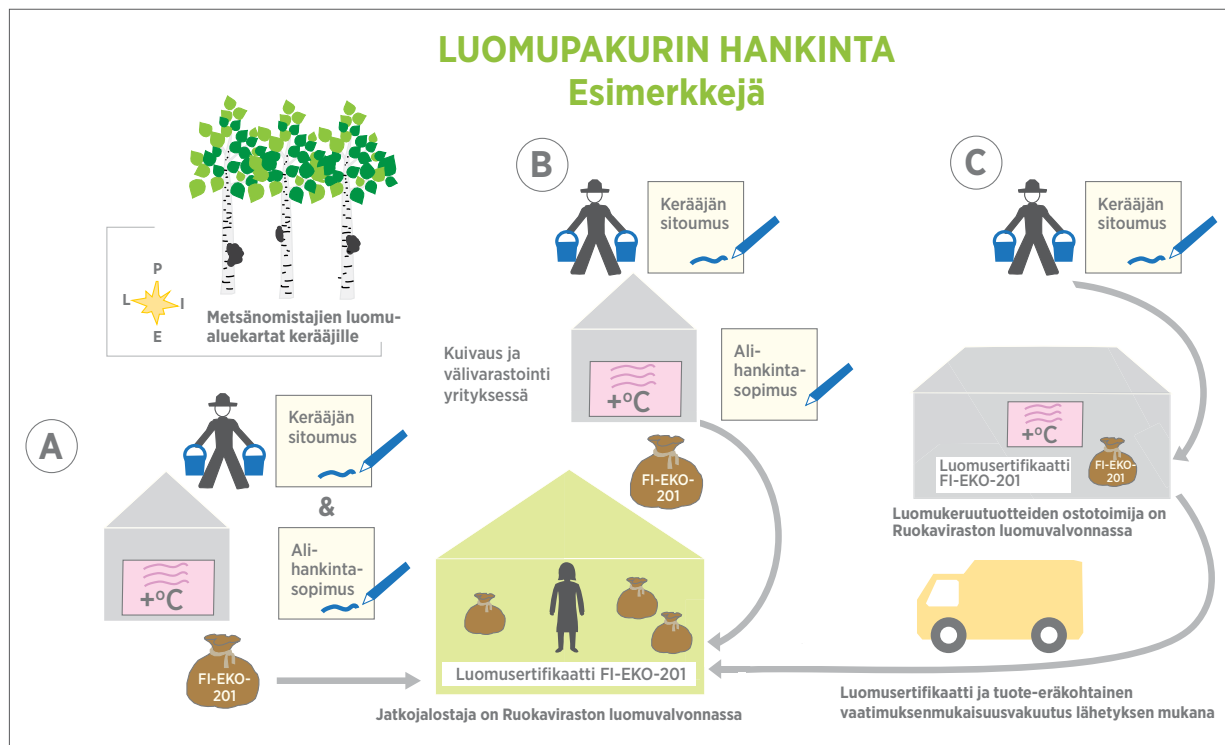 LUOMUPAKURIN HANKINTA
Esimerkkejä
P
L
I
E
Metsänomistajien luomu-
aluekartat kerääjille
A
Kerääjän
sitoumus
&
Ali-
hankinta-
sopimus
+°C
FI-EKO-
201
B
Kerääjän
sitoumus
Kuivaus ja
välivarastointi
yrityksessä
+°C
Ali-
hankinta-
sopimus
FI-EKO-
201
Luomusertifikaatti FI-EKO-201
Jatkojalostaja on Ruokaviraston luomuvalvonnassa
C
Kerääjän
sitoumus
+°C
Luomusertifikaatti
FI-EKO-201
FI-EKO-
201
Luomukeruutuotteiden ostotoimija on
Ruokaviraston luomuvalvonnassa
Luomusertifikaatti ja tuote-eräkohtainen
vaatimuksenmukaisuusvakuutus lähetyksen mukana